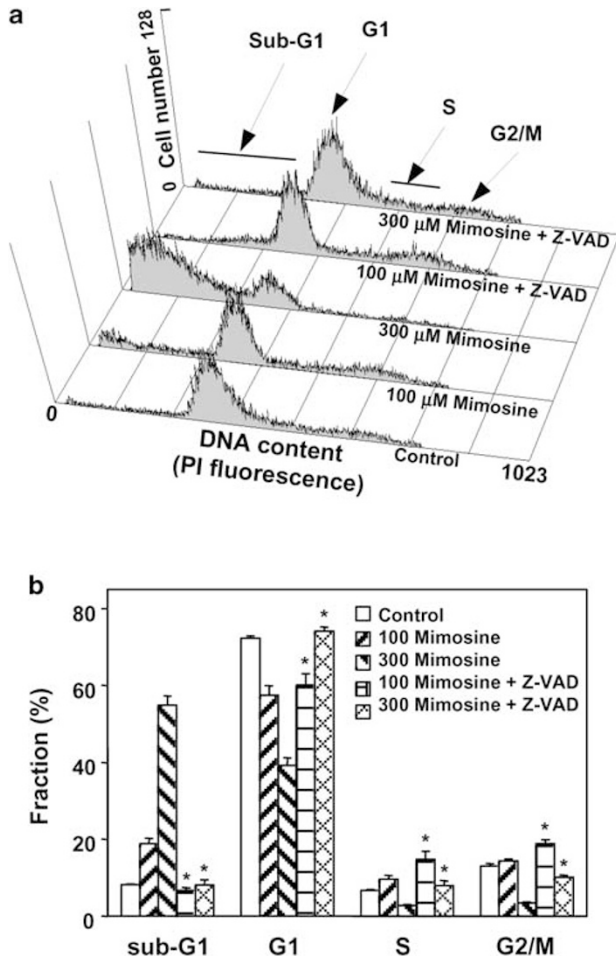 a
128
Cell number
0
Sub-G1
G1
S
G2/M
300 μM Mimosine + Z-VAD
100 μM Mimosine + Z-VAD
300 μM Mimosine
100 μM Mimosine
Control
0
DNA content
(PI fluorescence)
1023
b
80
60
40
20
0
Fraction (%)
Control
100 Mimosine
300 Mimosine
100 Mimosine + Z-VAD
300 Mimosine + Z-VAD
* *
* *
* *
* *
sub-G1 G1 S G2/M